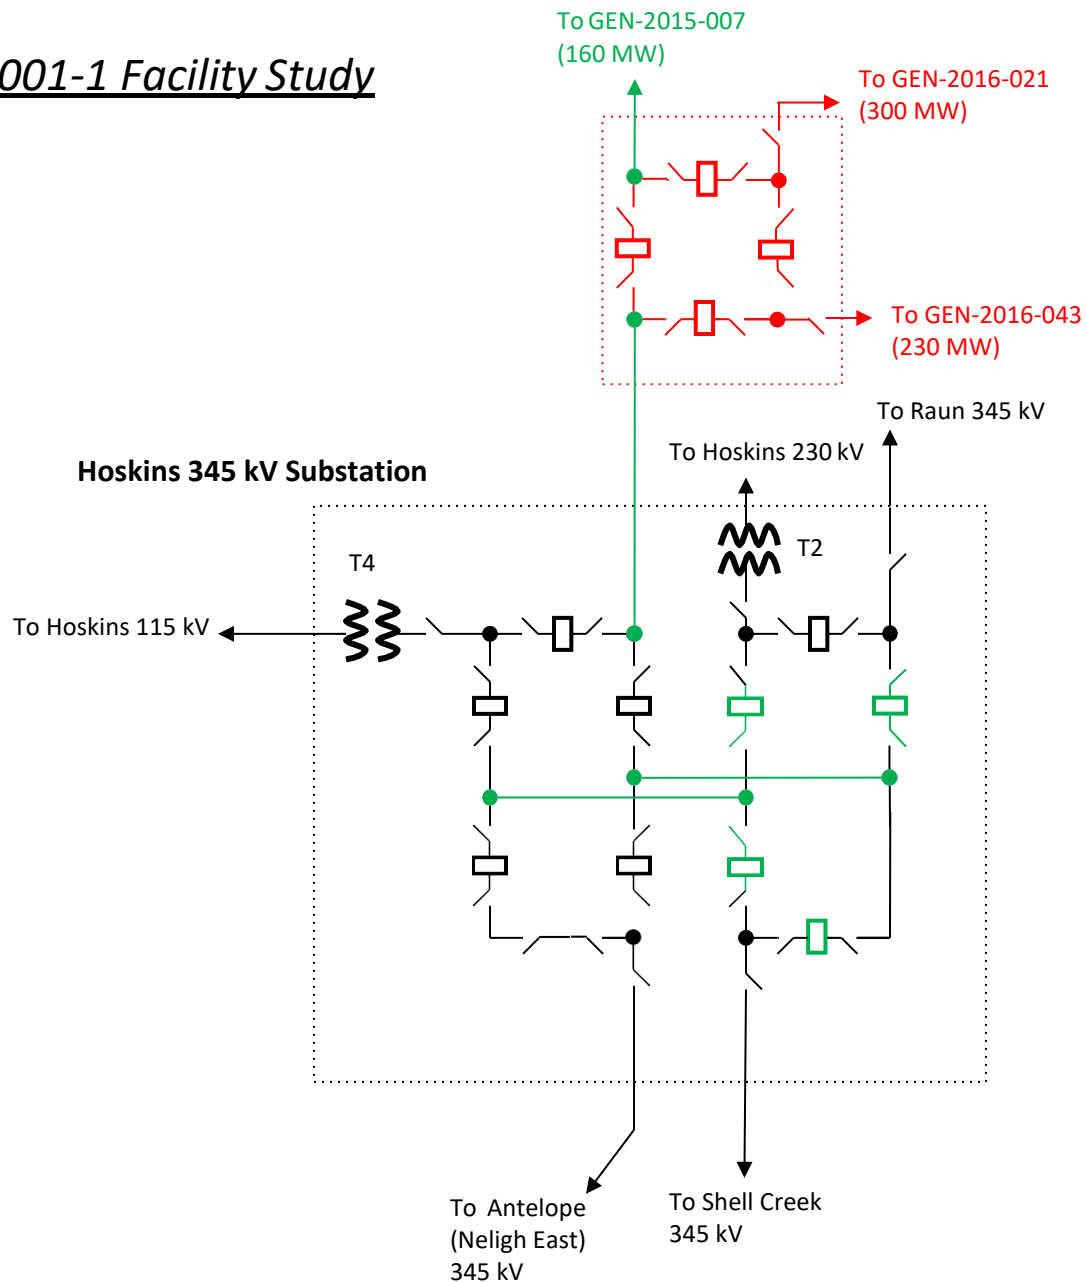 To GEN-2015-007
(160 MW)
001-1 Facility Study
To GEN-2016-021
(300 MW)
To GEN-2016-043
(230 MW)
To Raun 345 kV
To Hoskins 230 kV
Hoskins 345 kV Substation
T2
T4
To Hoskins 115 kV
To Antelope
(Neligh East)
345 kV
To Shell Creek
345 kV